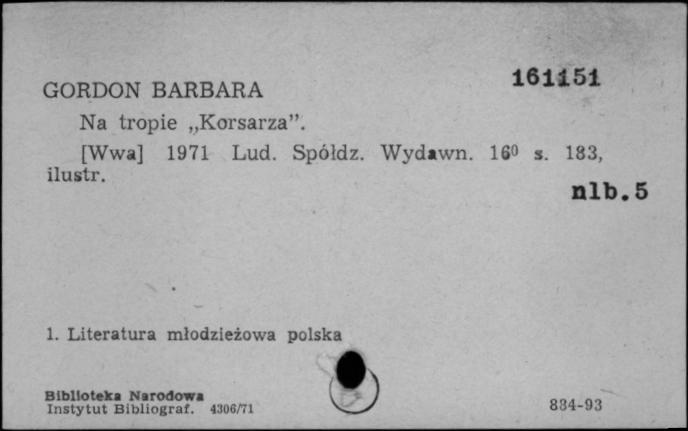 161151
GORDON BARBARA
Na tropie „Korsarza”.
[Wwa] 1971 Lud. Spółdz. Wydawn. 16⁰ s. 183,
ilustr.
nlb.5
1. Literatura młodzieżowa polska
Biblioteka Narodowa
Instytut Bibliograf. 4306/71
884-93